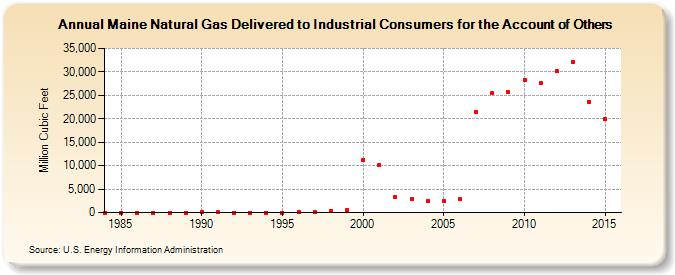 Annual Maine Natural Gas Delivered to Industrial Consumers for the Account of Others
Million Cubic Feet
35,000
30,000
25,000
20,000
15,000
10,000
5,000
0
1985 1990 1995 2000 2005 2010 2015
Source: U.S. Energy Information Administration